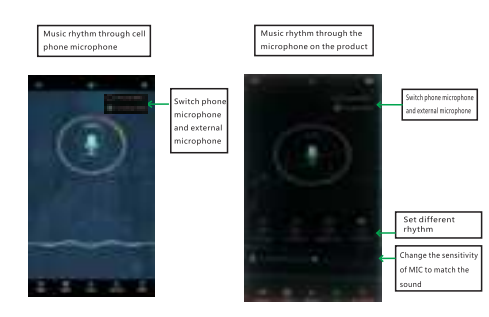 Music rhythm through cell
phone microphone
Music rhythm through the
microphone on the product
Switch phone
microphone
and external
microphone
Switch phone microphone
and external microphone
Set different
rhythm
Change the sensitivity
of MIC to match the
sound